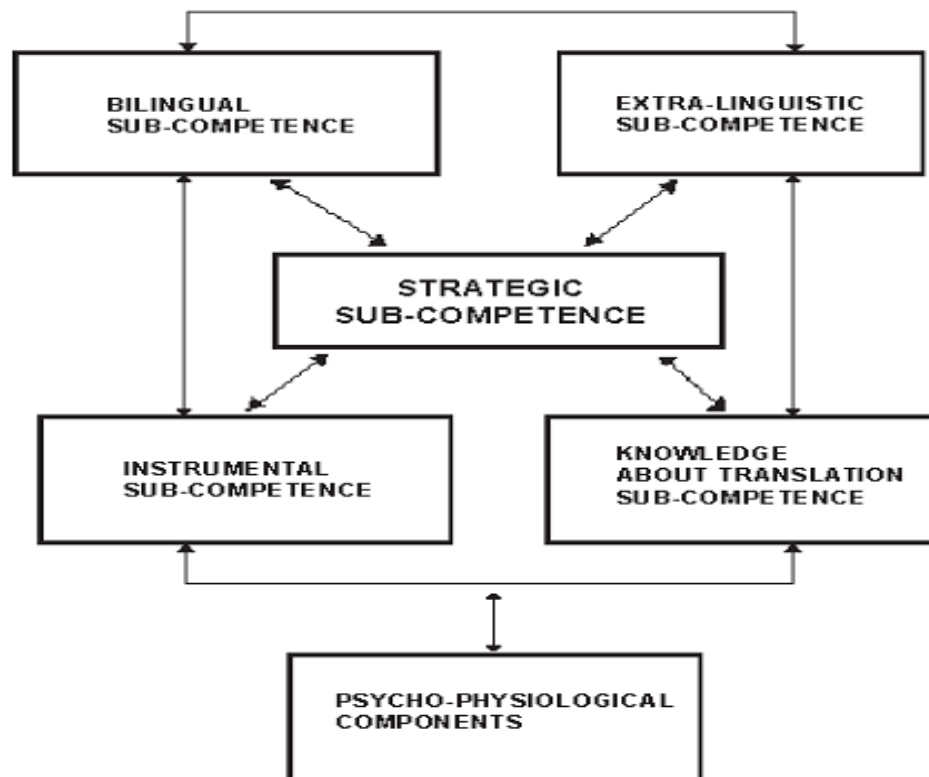 BILINGUAL
SUB-COMPETENCE
EXTRA-LINGUISTIC
SUB-COMPETENCE
STRATEGIC
SUB-COMPETENCE
INSTRUMENTAL
SUB-COMPETENCE
KNOWLEDGE
ABOUT TRANSLATION
SUB-COMPETENCE
PSYCHO-PHYSIOLOGICAL
COMPONENTS